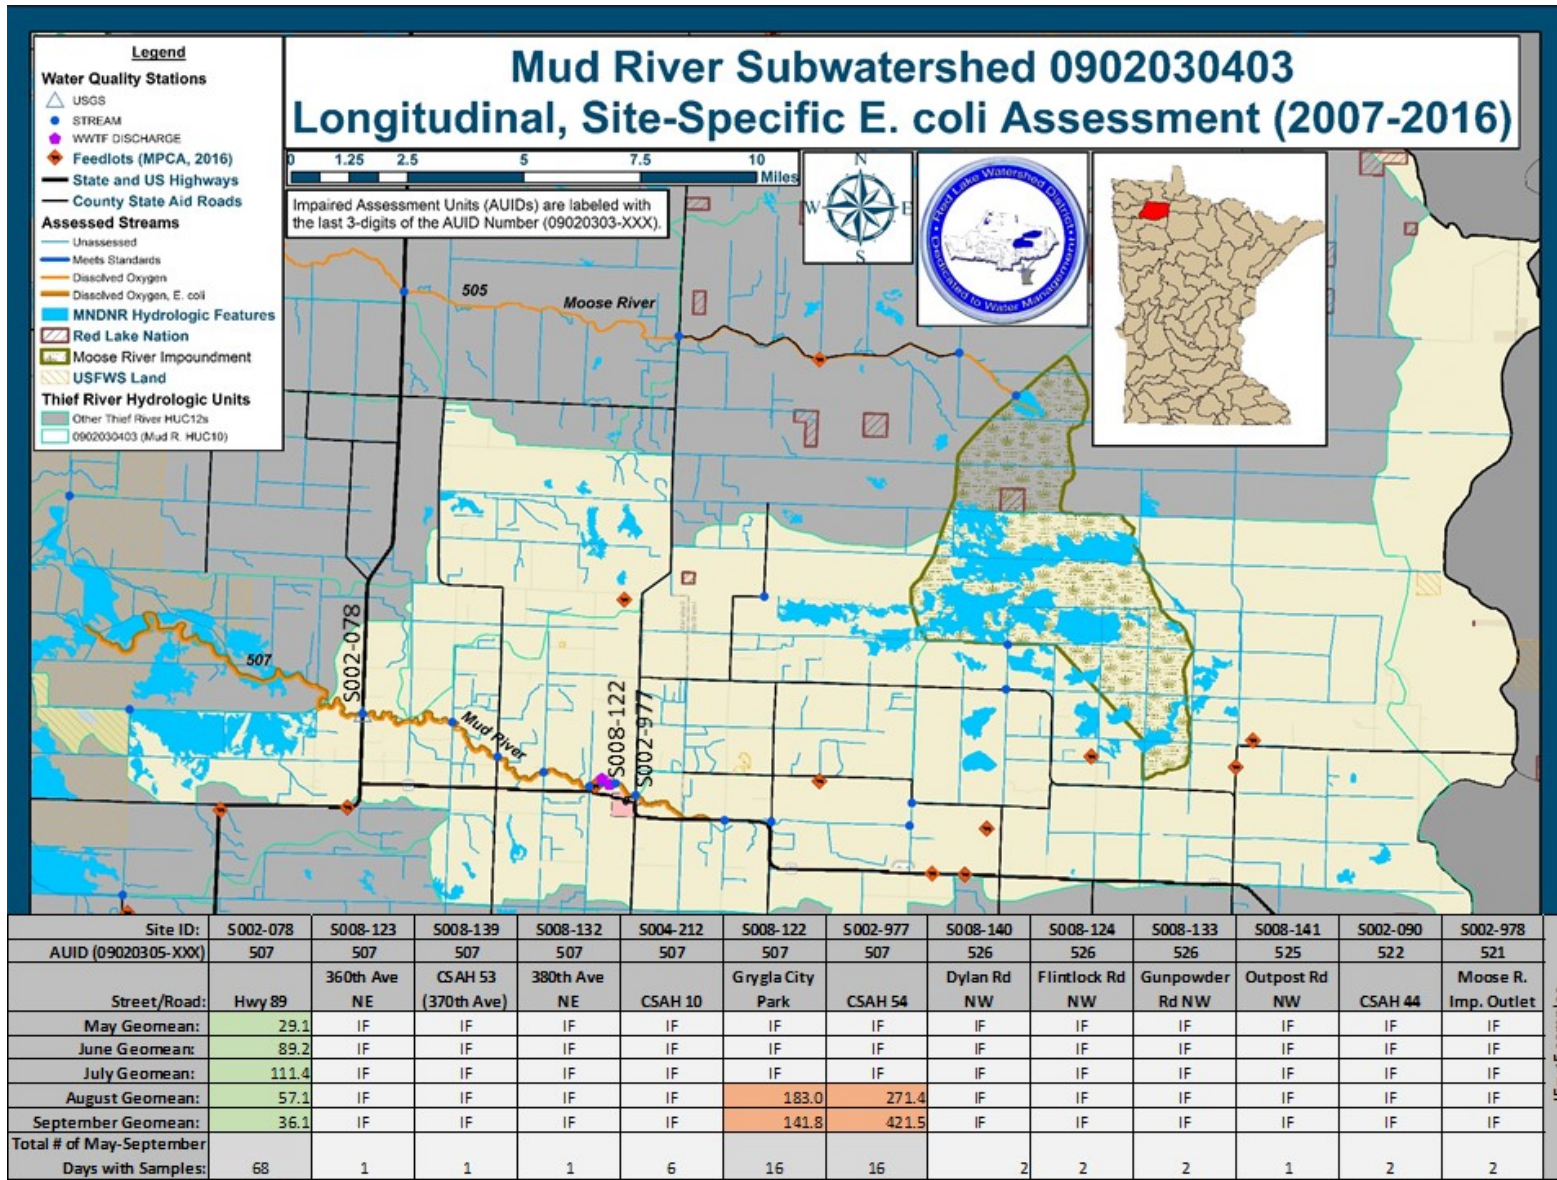 Mud River Subwatershed 0902030403
Longitudinal, Site-Specific E. coli Assessment (2007-2016)
Legend
Water Quality Stations
USGS
STREAM
WWTF DISCHARGE
Feedlots (MPCA, 2016)
State and US Highways
County State Aid Roads
Assessed Streams
Unassessed
Meets Standards
Dissolved Oxygen
Dissolved Oxygen, E. coli
MNDNR Hydrologic Features
Red Lake Nation
Moose River Impoundment
USFWS Land
Thief River Hydrologic Units
Other Thief River HUC12s
0902030403 (Mud R. HUC10)
0 1.25 2.5 5 7.5 10
Miles
Impaired Assessment Units (AUIDs) are labeled with
the last 3-digits of the AUID Number (09020303-XXX).
N
W E
S
Red Lake Watershed District
Dedicated to Water Management
505
Moose River
507
S002-078
Mud River
S008-122
S002-977
Site ID: S002-078 S008-123 S008-139 S008-132 S004-212 S008-122 S002-977 S008-140 S008-124 S008-133 S008-141 S002-090 S002-978
AUID (09020305-XXX) 507 507 507 507 507 507 507 526 526 526 525 522 521
360th Ave CSAH 53 380th Ave Grygla City Dylan Rd Flintlock Rd Gunpowder Outpost Rd Moose R.
Street/Road: Hwy 89 NE (370th Ave) NE CSAH 10 Park CSAH 54 NW NW Rd NW NW CSAH 44 Imp. Outlet
May Geomean: 29.1 IF IF IF IF IF IF IF IF IF IF IF IF
June Geomean: 89.2 IF IF IF IF IF IF IF IF IF IF IF IF
July Geomean: 111.4 IF IF IF IF IF IF IF IF IF IF IF IF
August Geomean: 57.1 IF IF IF IF 183.0 271.4 IF IF IF IF IF IF
September Geomean: 36.1 IF IF IF IF 141.8 421.5 IF IF IF IF IF IF
Total # of May-September
Days with Samples: 68 1 1 1 6 16 16 2 2 2 1 2 2